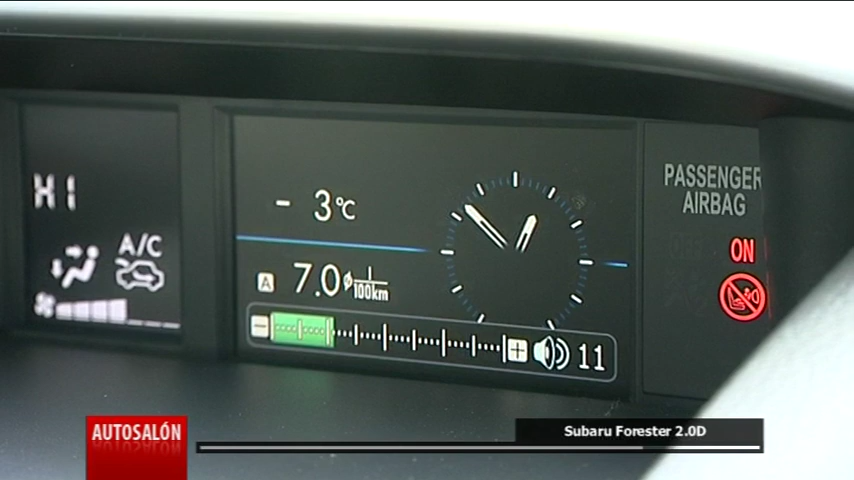 HI
A/C
- 3°C
A 7.0 ø l/100km
- + 11
PASSENGER
AIRBAG
ON
AUTOSALÓN
Subaru Forester 2.0D